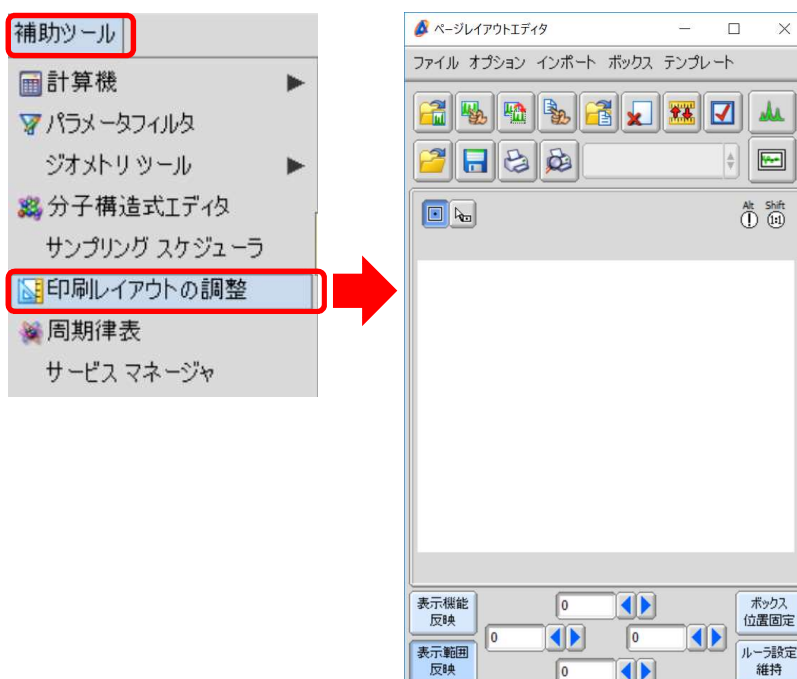 補助ツール
計算機
パラメータフィルタ
ジオメトリ ツール
分子構造式エディタ
サンプリング スケジューラ
印刷レイアウトの調整
周期律表
サービス マネージャ
ページレイアウトエディタ
ファイル オプション インポート ボックス テンプレート
Alt Shift
1:1
表示機能
反映
0
ボックス
位置固定
0 0
表示範囲
反映
0
ルーラ設定
維持